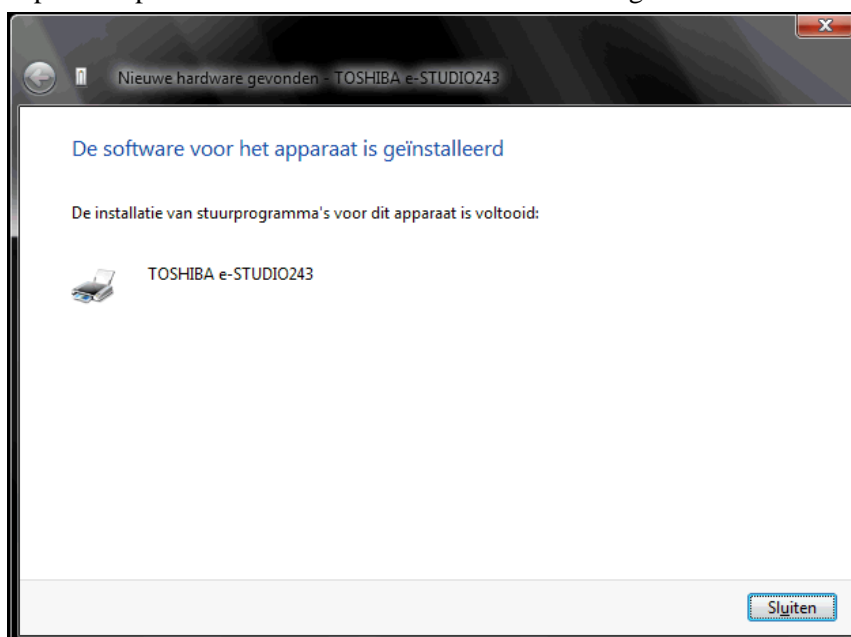 Nieuwe hardware gevonden - TOSHIBA e-STUDIO243
De software voor het apparaat is geïnstalleerd
De installatie van stuurprogramma's voor dit apparaat is voltooid:
TOSHIBA e-STUDIO243
Sluiten